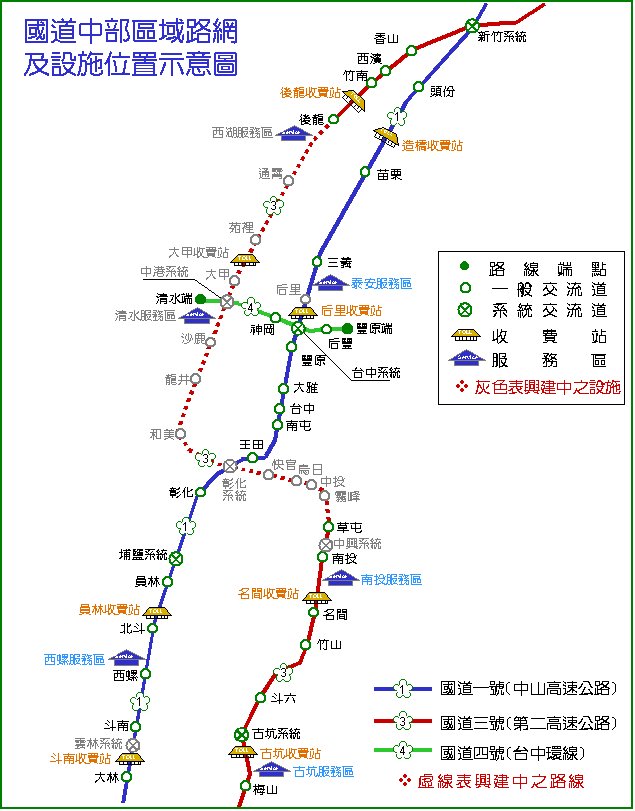 國道中部區域路網
及設施位置示意圖
新竹系統
香山
西濱
竹南
頭份
後龍收費站
後龍
1
造橋收費站
西湖服務區
苗栗
通霄
3
苑裡
大甲收費站
TOLL
三義
中港系統
大甲
泰安服務區
Service
后里
清水端
4
后里收費站
TOLL
清水服務區
神岡
豐原端
后豐
沙鹿
豐原
台中系統
龍井
大雅
台中
南屯
和美
王田
3
快官
烏日
中投
霧峰
彰化
系統
彰化
1
草屯
中興系統
埔鹽系統
南投
員林
南投服務區
名間收費站
TOLL
員林收費站
TOLL
名間
北斗
竹山
西螺服務區
西螺
3
1
斗六
斗南
雲林系統
古坑系統
斗南收費站
TOLL
古坑收費站
TOLL
大林
古坑服務區
梅山
路線端點
一般交流道
系統交流道
TOLL 收費站
Service 服務區
灰色表興建中之設施
1 國道一號(中山高速公路)
3 國道三號(第二高速公路)
4 國道四號(台中環線)
虛線表興建中之路線